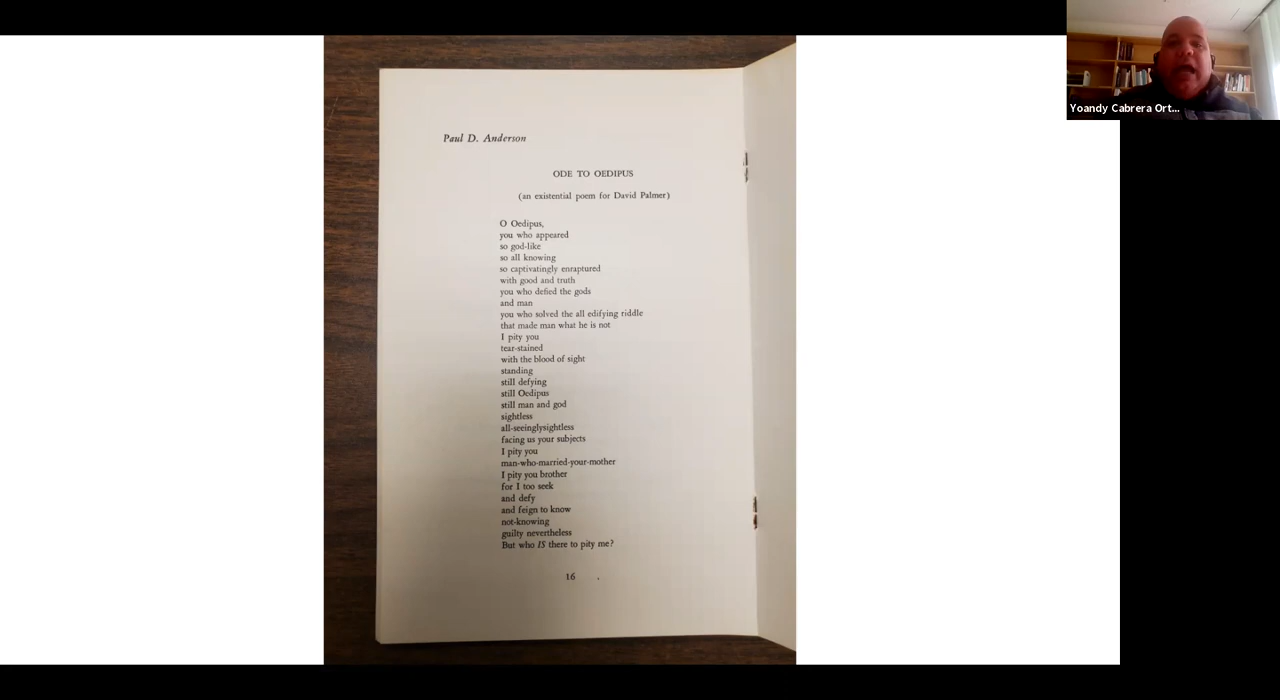 Yoandy Cabrera Ort...
Paul D. Anderson
ODE TO OEDIPUS
(an existential poem for David Palmer)
O Oedipus,
you who appeared
so god-like
so all knowing
so captivatingly enraptured
with good and truth
you who defied the gods
and man
you who solved the all edifying riddle
that made man what he is not
I pity you
tear-stained
with the blood of sight
standing
still defying
still Oedipus
still man and god
sightless
all-seeinglysightless
facing us your subjects
I pity you
man-who-married-your-mother
I pity you brother
for I too seek
and defy
and feign to know
not-knowing
guilty nevertheless
But who IS there to pity me?
16